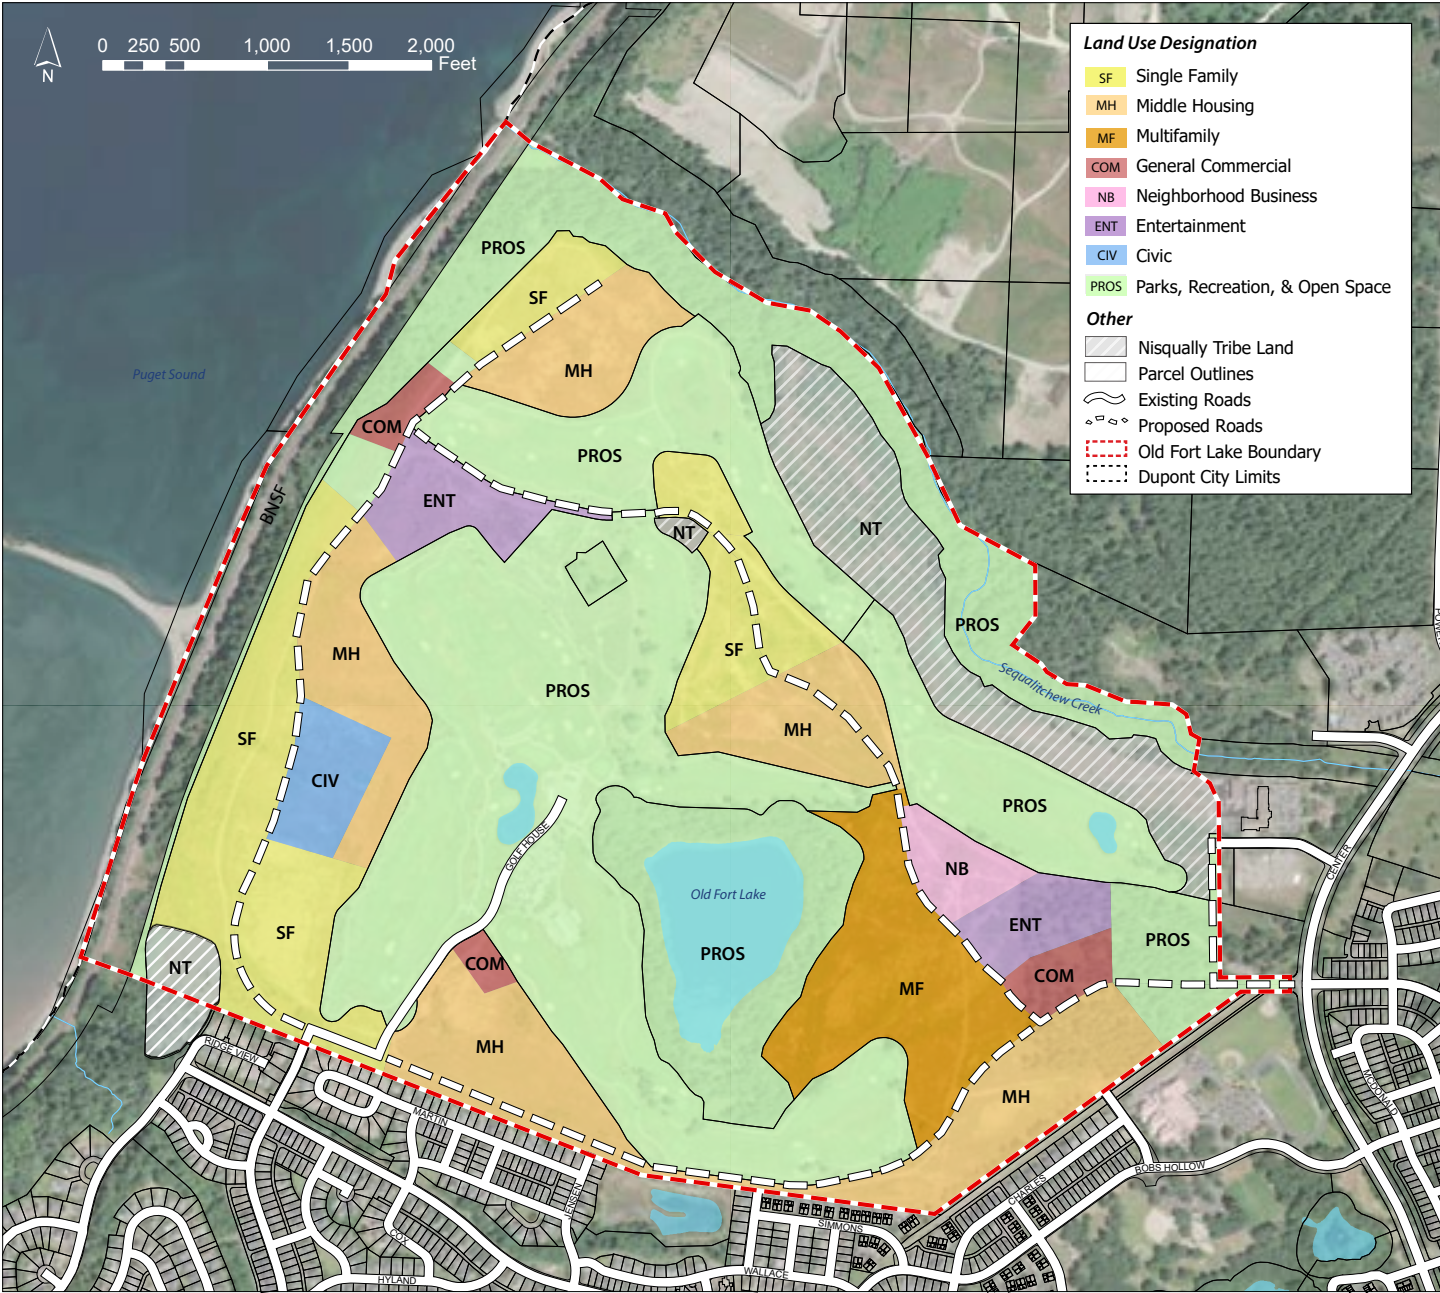 0 250 500 1,000 1,500 2,000
Feet
N
Land Use Designation
SF Single Family
MH Middle Housing
MF Multifamily
COM General Commercial
NB Neighborhood Business
ENT Entertainment
CIV Civic
PROS Parks, Recreation, & Open Space
Other
Nisqually Tribe Land
Parcel Outlines
Existing Roads
Proposed Roads
Old Fort Lake Boundary
Dupont City Limits
PROS
SF
Puget Sound
MH
COM
PROS
ENT
BNSF
NT
NT
PROS
SF
MH
Sequalitchew Creek
PROS
MH
SF
CIV
PROS
GOLF HOUSE
NB
CENTER
Old Fort Lake
ENT
SF
PROS
PROS
COM
NT
COM
MF
MH
RIDGE VIEW
MH
MCDONALD
MARTIN
BOBS HOLLOW
CHARLES
JENSEN
SIMMONS
COX
WALLACE
HYLAND